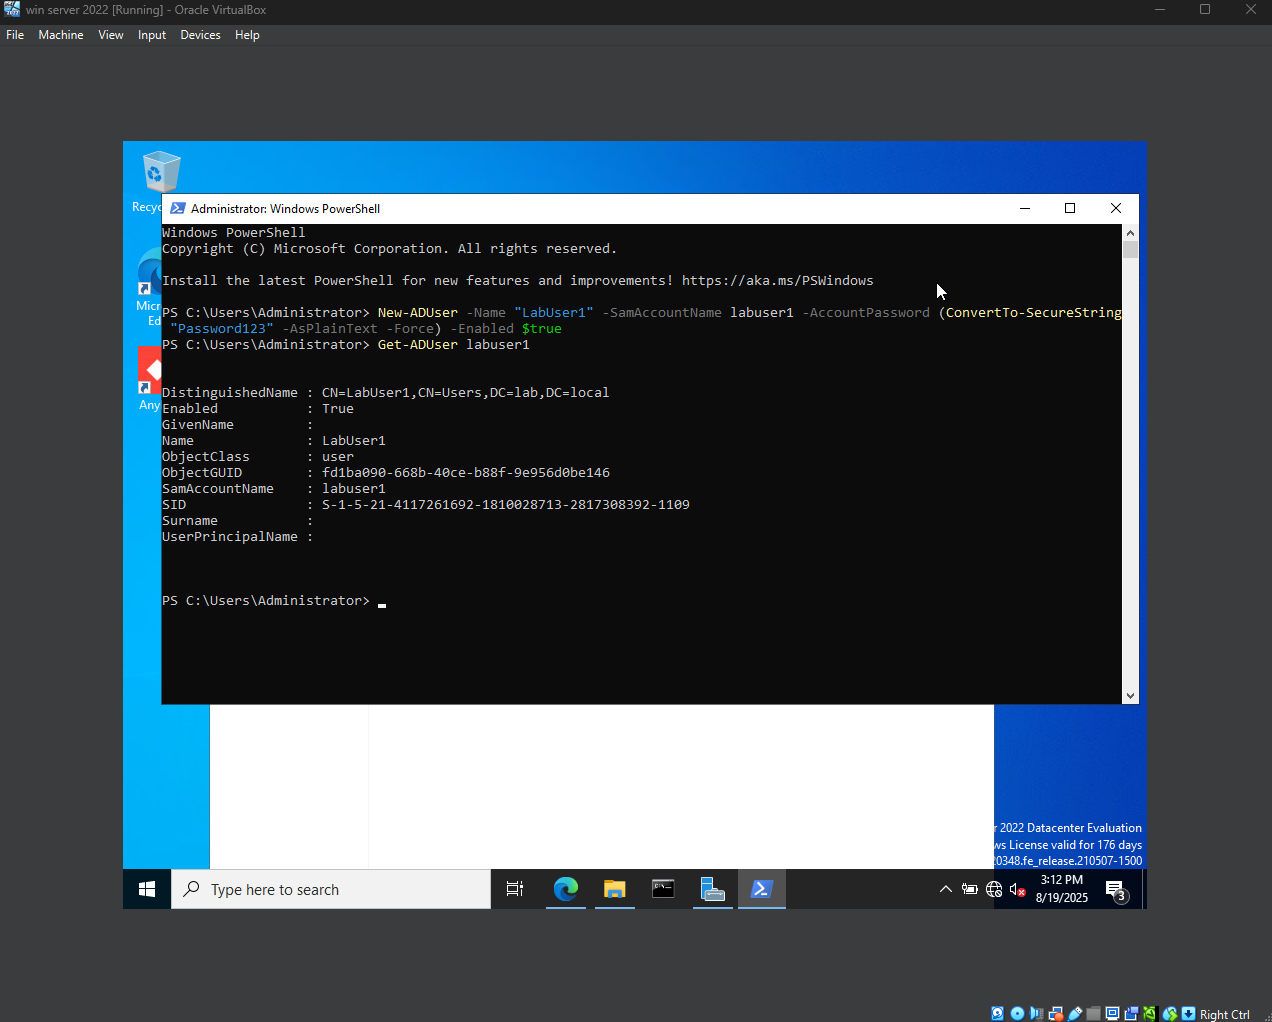 win server 2022 [Running] - Oracle VirtualBox
File Machine View Input Devices Help
Administrator: Windows PowerShell
Windows PowerShell
Copyright (C) Microsoft Corporation. All rights reserved.
Install the latest PowerShell for new features and improvements! https://aka.ms/PSWindows
PS C:\Users\Administrator> New-ADUser -Name "LabUser1" -SamAccountName labuser1 -AccountPassword (ConvertTo-SecureString
"Password123" -AsPlainText -Force) -Enabled $true
PS C:\Users\Administrator> Get-ADUser labuser1
DistinguishedName : CN=LabUser1,CN=Users,DC=lab,DC=local
Enabled : True
GivenName :
Name : LabUser1
ObjectClass : user
ObjectGUID : fd1ba090-668b-40ce-b88f-9e956d0be146
SamAccountName : labuser1
SID : S-1-5-21-4117261692-1810028713-2817308392-1109
Surname :
UserPrincipalName :
PS C:\Users\Administrator>
Recyc
Micr
Ed
Any
r 2022 Datacenter Evaluation
ws License valid for 176 days
20348.fe_release.210507-1500
Type here to search
3:12 PM
8/19/2025
3
Right Ctrl